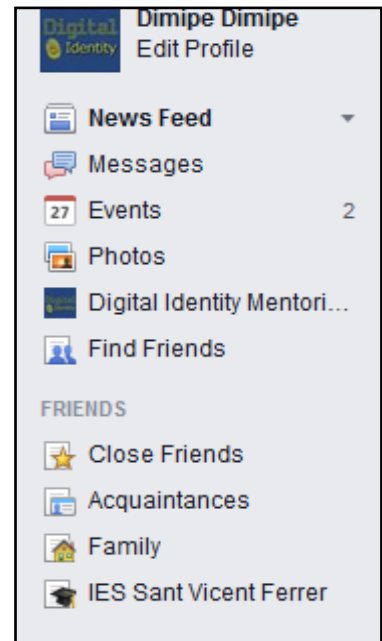 Dimipe Dimipe
Digital
Identity
Edit Profile
News Feed
Messages
27
Events 2
Photos
Digital Identity Mentori...
Find Friends
FRIENDS
Close Friends
Acquaintances
Family
IES Sant Vicent Ferrer